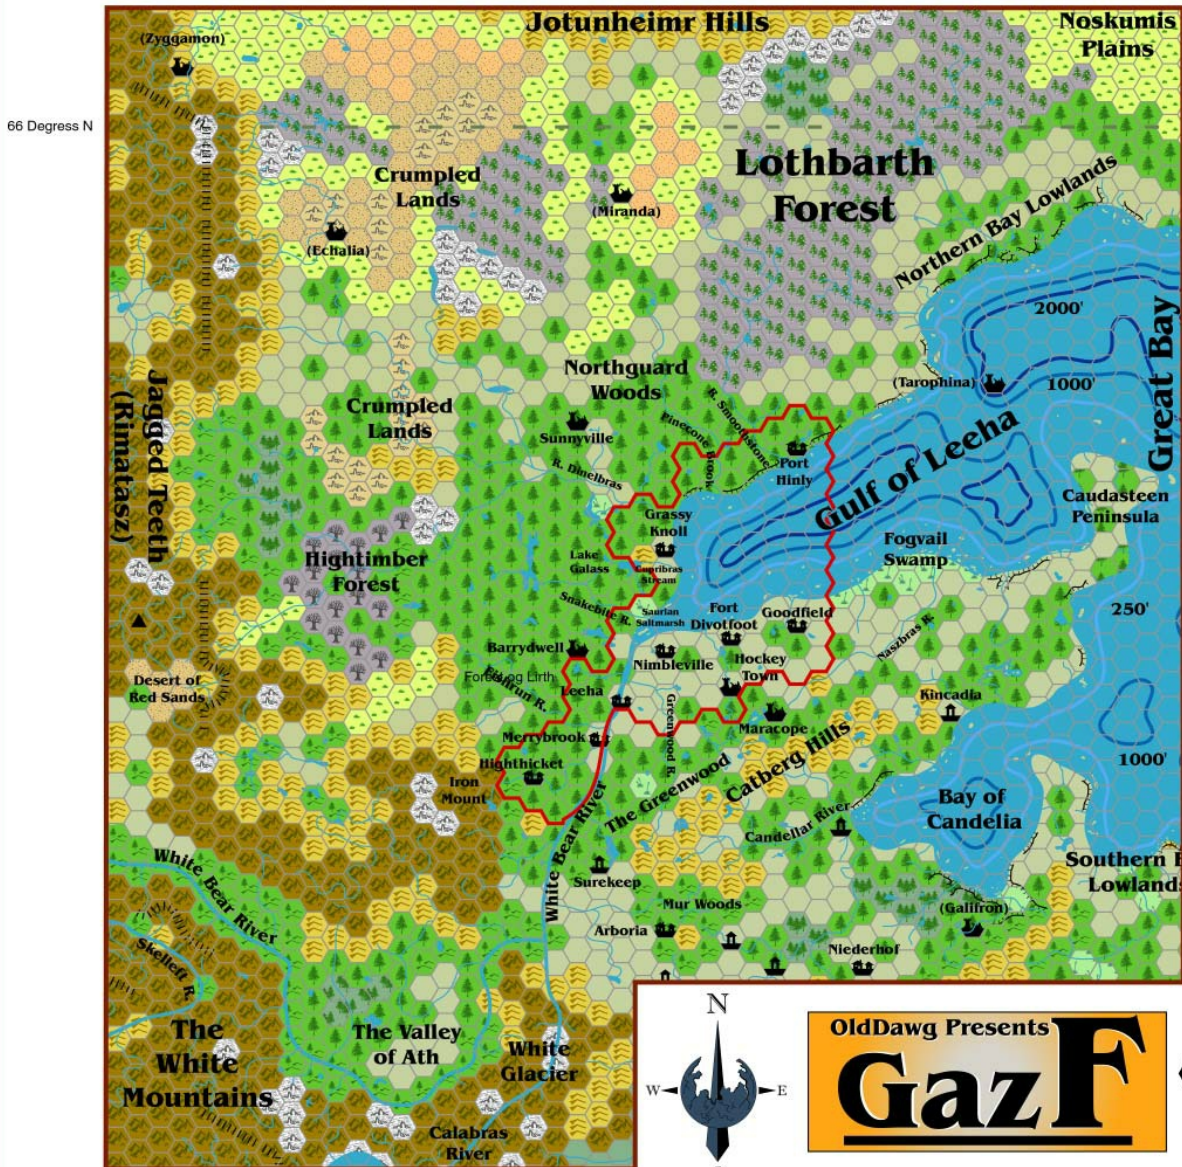 Jotunheimr Hills
Noskumis
Plains
(Zyggamon)
66 Degress N
Lothbarth
Forest
Crumpled
Lands
(Miranda)
(Echalia)
Northern Bay Lowlands
2000'
Great Bay
Northguard
Woods
(Tarophina)
1000'
Jagged Teeth
(Rimatasz)
Crumpled
Lands
Sunnyville
R. Smoothstone
Pinecone Brook
R. Dinelbras
Port
Hinly
Gulf of Leeha
Caudasteen
Peninsula
Grassy
Knoll
Hightimber
Forest
Lake
Galass
Cupribras
Stream
Fogvail
Swamp
Snakebite R.
Saurian
Saltmarsh
Fort
Divotfoot
Goodfield
250'
Naszbras R.
Barrydwell
Nimbleville
Hockey
Town
Desert of
Red Sands
Leeha
Greenwood R.
Kincadia
Maracope
Merrybrook
Highthicket
Iron
Mount
The Greenwood
Catberg Hills
1000'
Bay of
Candelia
White Bear River
Candellar River
White Bear River
Surekeep
Southern
Lowlands
Mur Woods
(Galifron)
Arboria
Niederhof
Skelleft R.
The
White
Mountains
The Valley
of Ath
White
Glacier
Calabras
River
N
W
E
OldDawg Presents
GazF